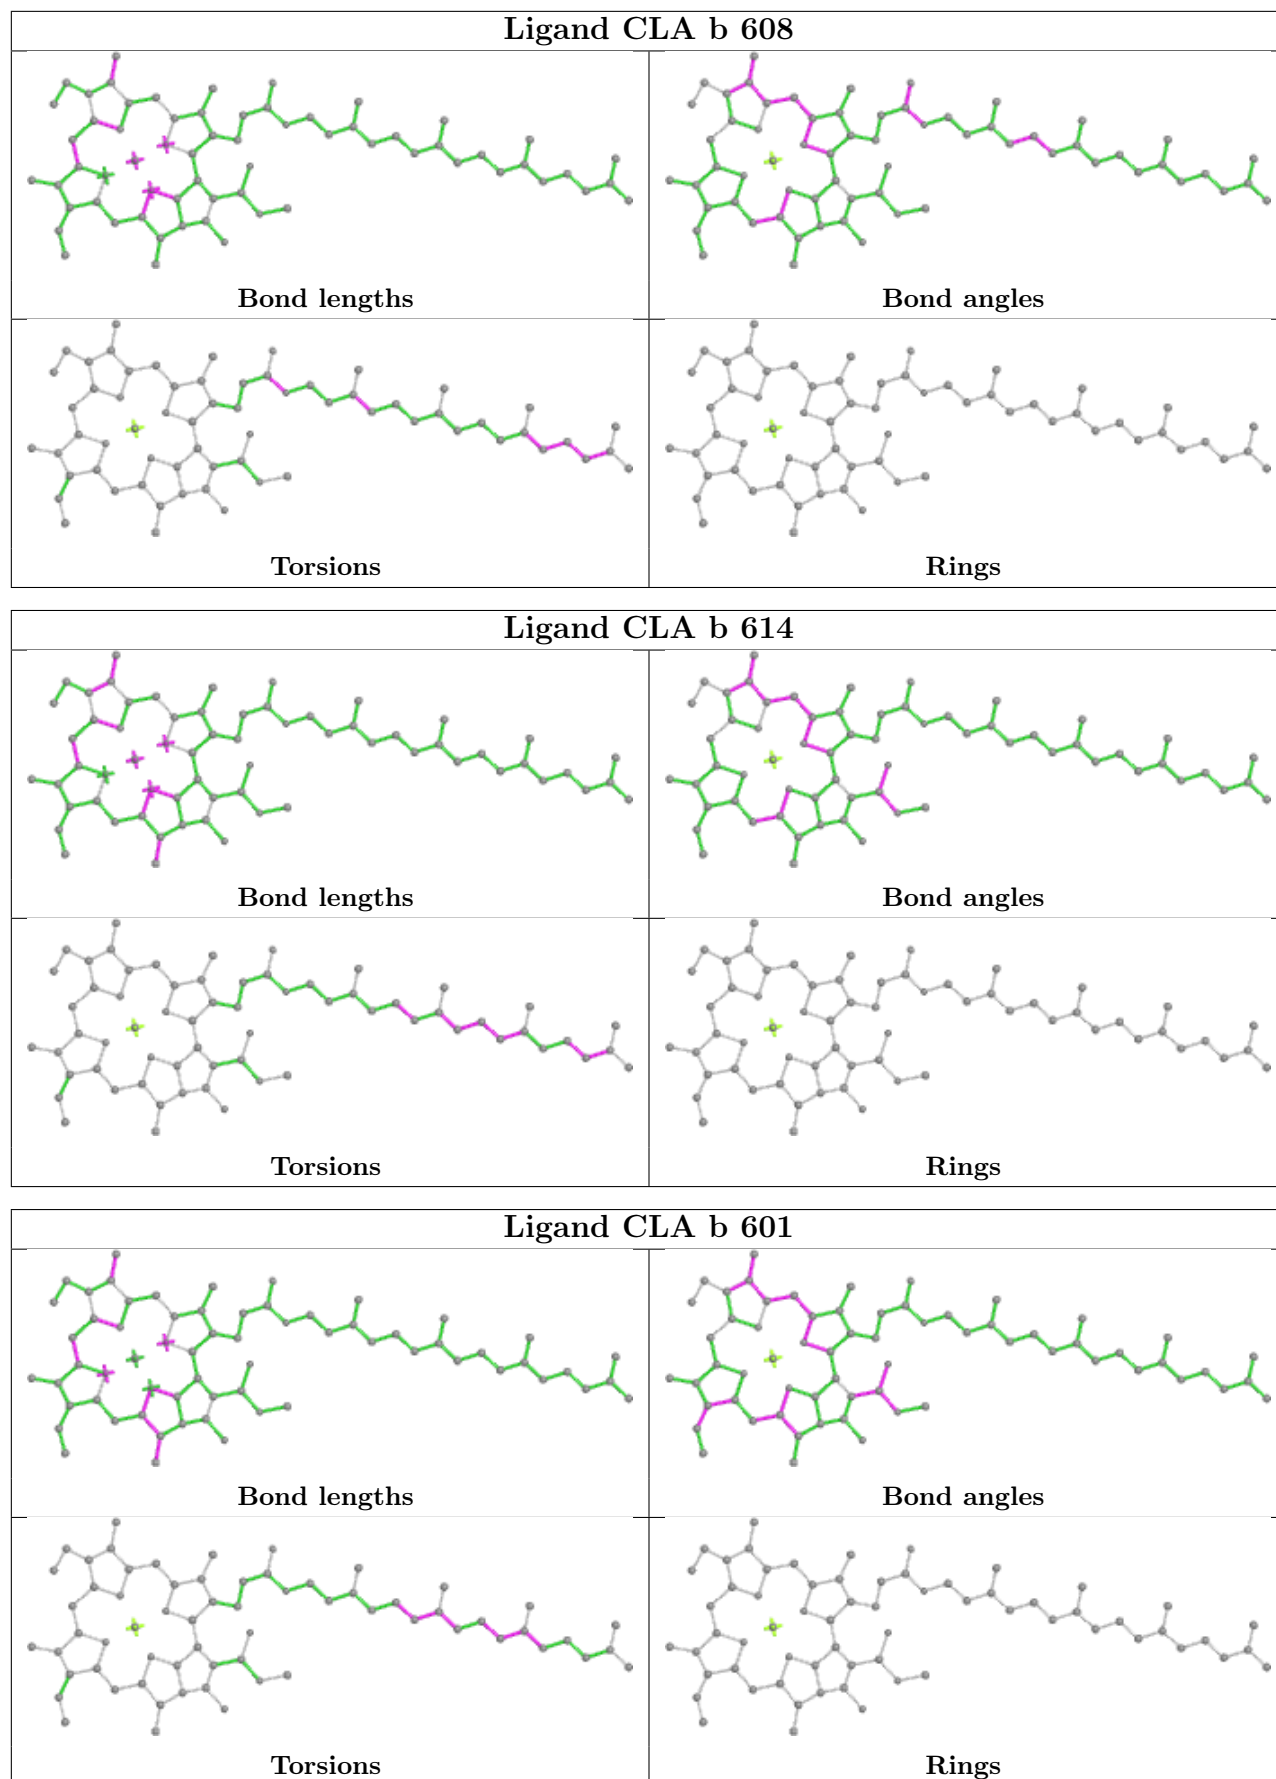 Ligand CLA b 608
Bond lengths
Bond angles
Torsions
Rings
Ligand CLA b 614
Bond lengths
Bond angles
Torsions
Rings
Ligand CLA b 601
Bond lengths
Bond angles
Torsions
Rings